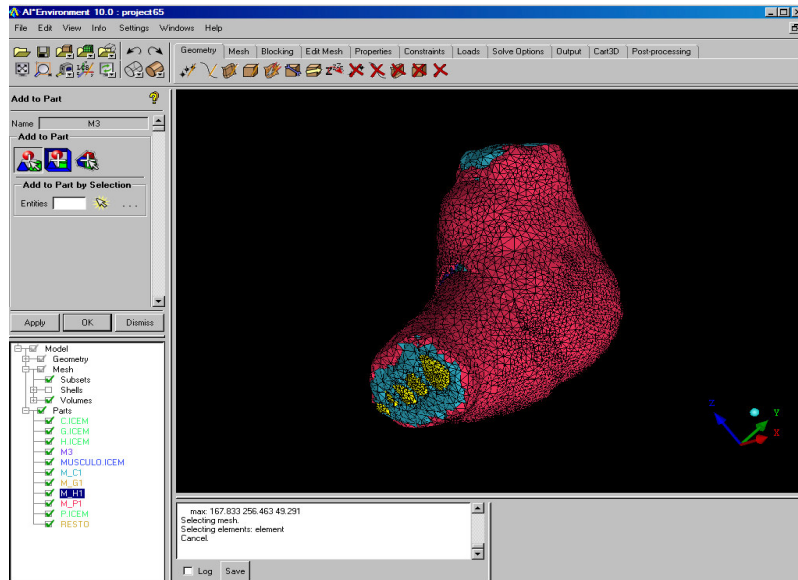 AI*Environment 10.0 : project65
File Edit View Info Settings Windows Help
Geometry Mesh Blocking Edit Mesh Properties Constraints Loads Solve Options Output Cart3D Post-processing
Add to Part
Name M3
Add to Part
Add to Part by Selection
Entities ...
Apply OK Dismiss
Model
Geometry
Mesh
Subsets
Shells
Volumes
Parts
C.ICEM
G.ICEM
H.ICEM
M3
MUSCULO.ICEM
M_C1
M_G1
M_H1
M_P1
P.ICEM
RESTO
Z
Y
X
max: 167.833 256.463 49.291
Selecting mesh.
Selecting elements: element
Cancel.
Log Save